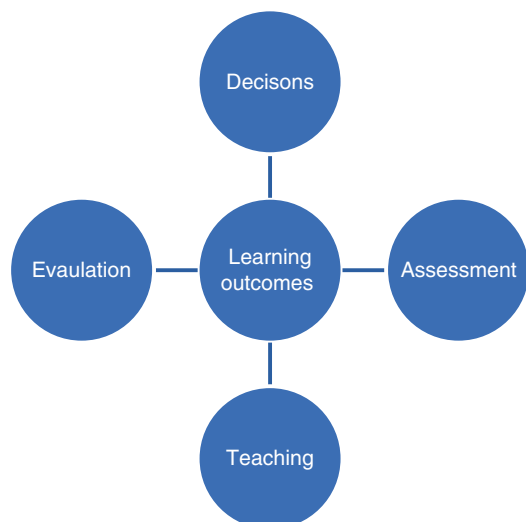 Decisons
Evaulation
Learning
outcomes
Assessment
Teaching